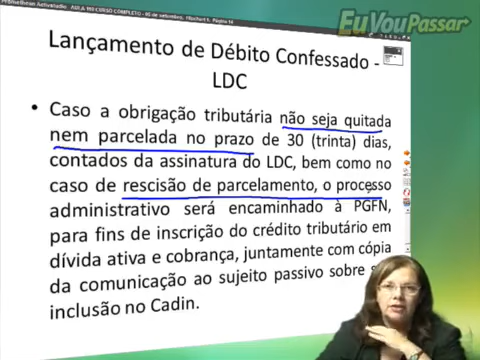 EuVouPassar
Lançamento de Débito Confessado -
LDC
• Caso a obrigação tributária não seja quitada
nem parcelada no prazo de 30 (trinta) dias,
contados da assinatura do LDC, bem como no
caso de rescisão de parcelamento, o processo
administrativo será encaminhado à PGFN,
para fins de inscrição do crédito tributário em
dívida ativa e cobrança, juntamente com cópia
da comunicação ao sujeito passivo sobre
inclusão no Cadin.